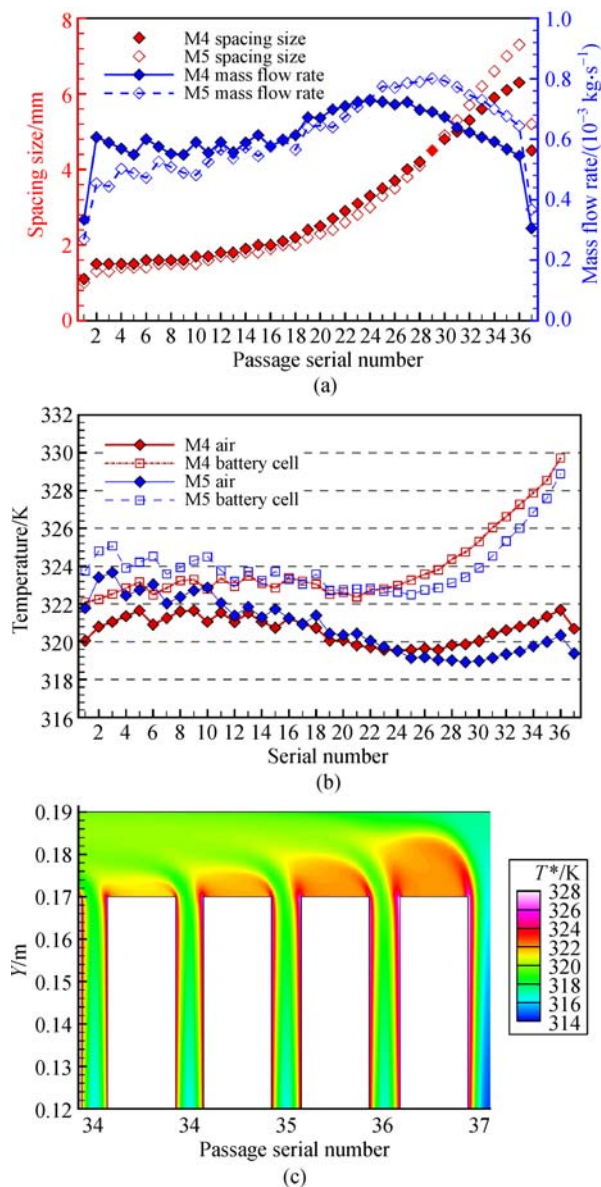 8
6
4
2
0
Spacing size/mm
M4 spacing size
M5 spacing size
M4 mass flow rate
M5 mass flow rate
1.0
0.8
0.6
0.4
0.2
0.0
Mass flow rate/(10⁻³ kg·s⁻¹)
2 4 6 8 10 12 14 16 18 20 22 24 26 28 30 32 34 36
Passage serial number
(a)
332
330
328
326
324
322
320
318
316
Temperature/K
M4 air
M4 battery cell
M5 air
M5 battery cell
2 4 6 8 10 12 14 16 18 20 22 24 26 28 30 32 34 36
Serial number
(b)
0.19
0.18
0.17
0.16
0.15
0.14
0.13
0.12
0.11
Y/m
T*/K
328
326
324
322
320
318
316
314
34 34 35 36 37
Passage serial number
(c)